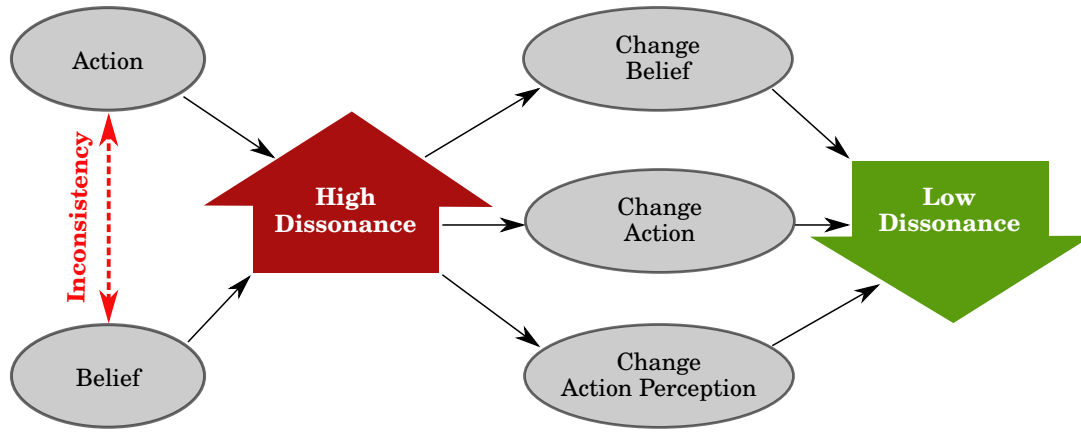 Action
Inconsistency
Belief
High
Dissonance
Change
Belief
Change
Action
Change
Action Perception
Low
Dissonance